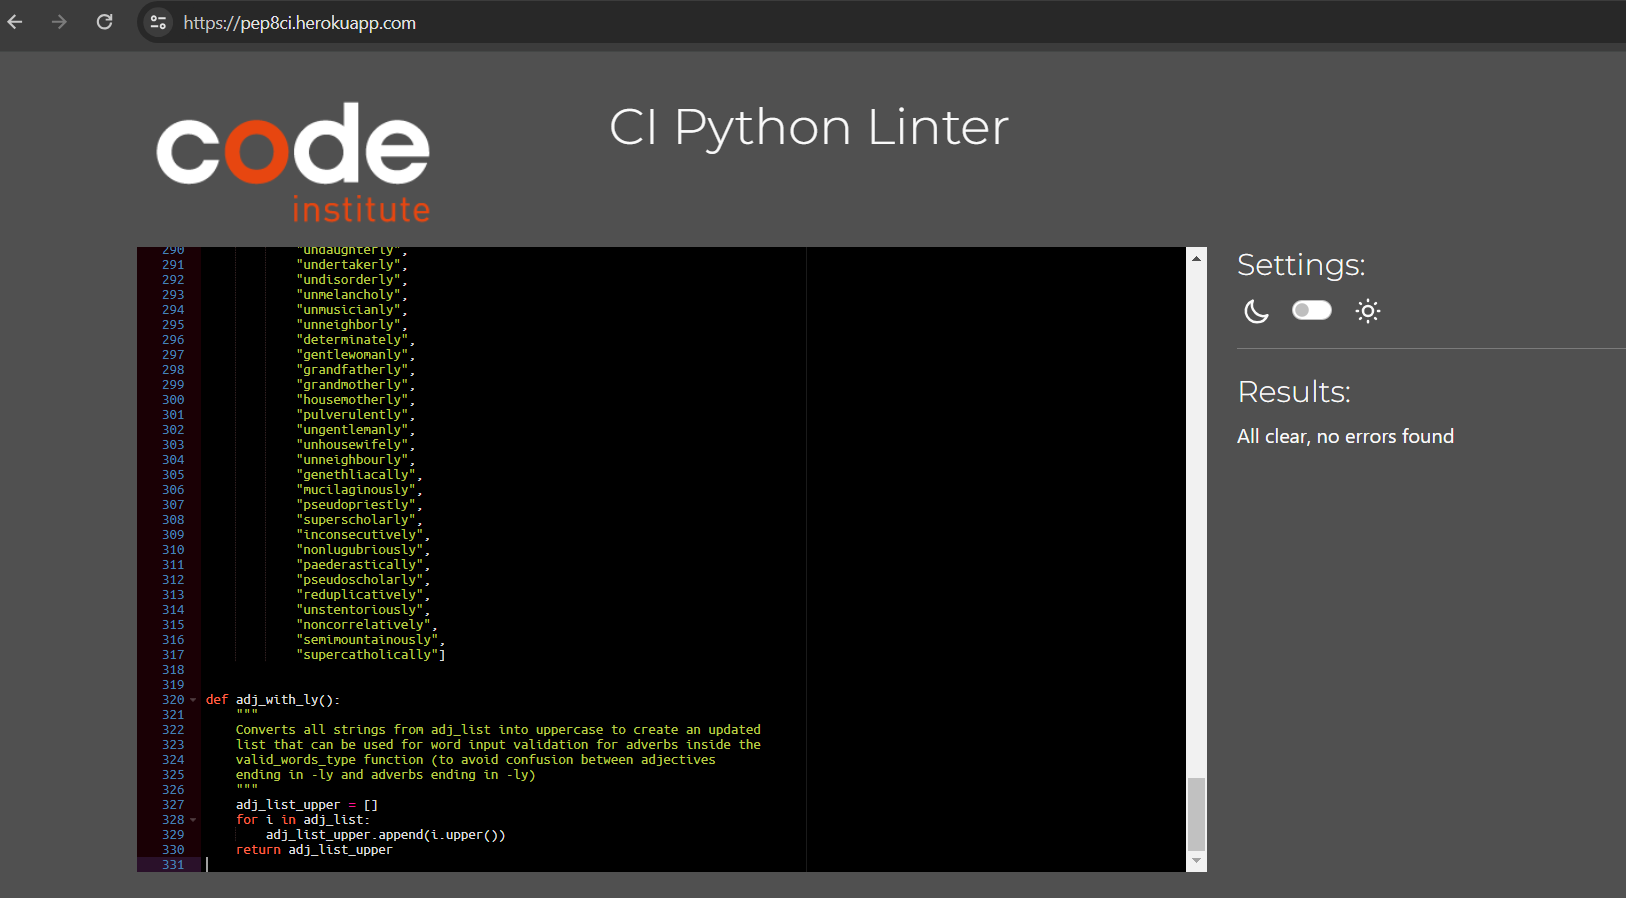 https://pep8ci.herokuapp.com
code
institute
CI Python Linter
290 "undaughterly",
291 "undertakerly",
292 "undisorderly",
293 "unmelancholy",
294 "unmusicianly",
295 "unneighborly",
296 "determinately",
297 "gentlewomanly",
298 "grandfatherly",
299 "grandmotherly",
300 "housemotherly",
301 "pulverulently",
302 "ungentlemanly",
303 "unhousewifely",
304 "unneighbourly",
305 "genethliacally",
306 "mucilaginously",
307 "pseudopriestly",
308 "superscholarly",
309 "inconsecutively",
310 "nonlugubriously",
311 "paederastically",
312 "pseudoscholarly",
313 "reduplicatively",
314 "unstentoriously",
315 "noncorrelatively",
316 "semimountainously",
317 "supercatholically"]
318
319
320 def adj_with_ly():
321 """
322 Converts all strings from adj_list into uppercase to create an updated
323 list that can be used for word input validation for adverbs inside the
324 valid_words_type function (to avoid confusion between adjectives
325 ending in -ly and adverbs ending in -ly)
326 """
327 adj_list_upper = []
328 for i in adj_list:
329 adj_list_upper.append(i.upper())
330 return adj_list_upper
331
Settings:
Results:
All clear, no errors found